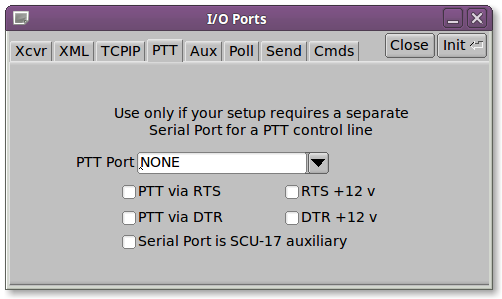 I/O Ports
Xcvr XML TCPIP PTT Aux Poll Send Cmds Close Init
Use only if your setup requires a separate
Serial Port for a PTT control line
PTT Port NONE
PTT via RTS RTS +12 v
PTT via DTR DTR +12 v
Serial Port is SCU-17 auxiliary